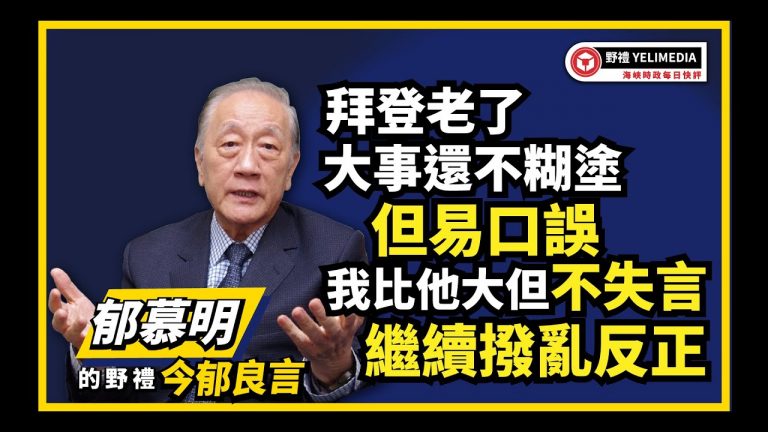 野禮 YELIMEDIA
海峽時政每日快評
拜登老了
大事還不糊塗
但易口誤
我比他大但不失言
繼續撥亂反正
郁慕明
的野禮 今郁良言